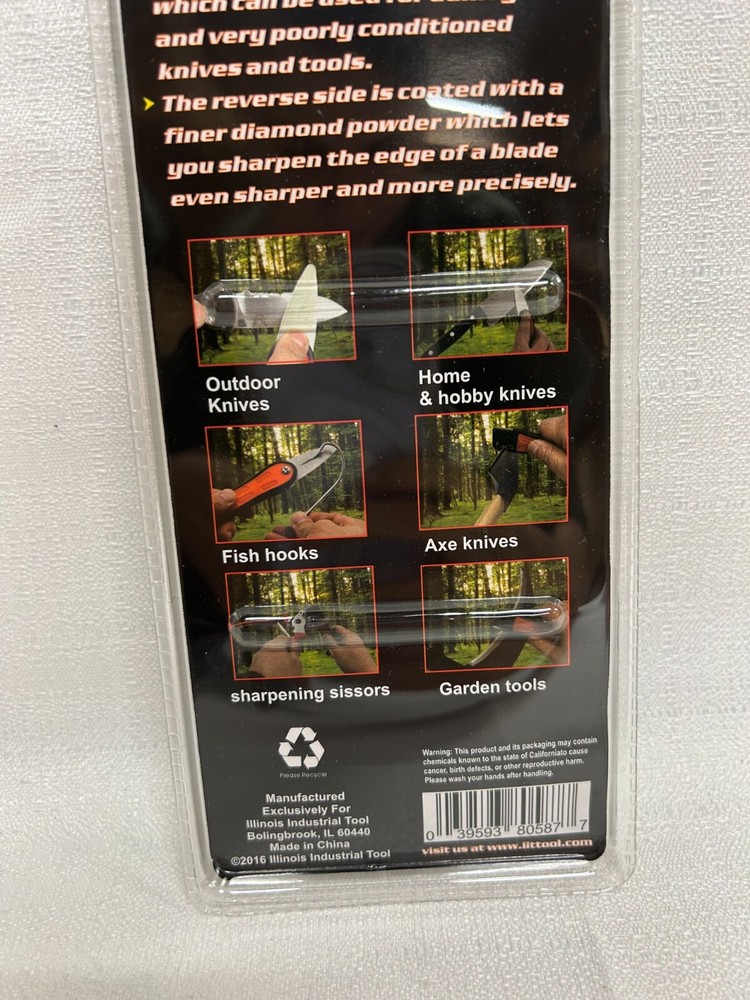 which can be used for
and very poorly conditioned
knives and tools.
The reverse side is coated with a
finer diamond powder which lets
you sharpen the edge of a blade
even sharper and more precisely.
Outdoor
Knives
Home
& hobby knives
Fish hooks
Axe knives
sharpening sissors
Garden tools
Please Recycle
Manufactured
Exclusively For
Illinois Industrial Tool
Bolingbrook, IL 60440
Made in China
©2016 Illinois Industrial Tool
Warning: This product and its packaging may contain
chemicals known to the state of Californiato cause
cancer, birth defects, or other reproductive harm.
Please wash your hands after handling.
0 39593 80587 7
visit us at www.iittool.com